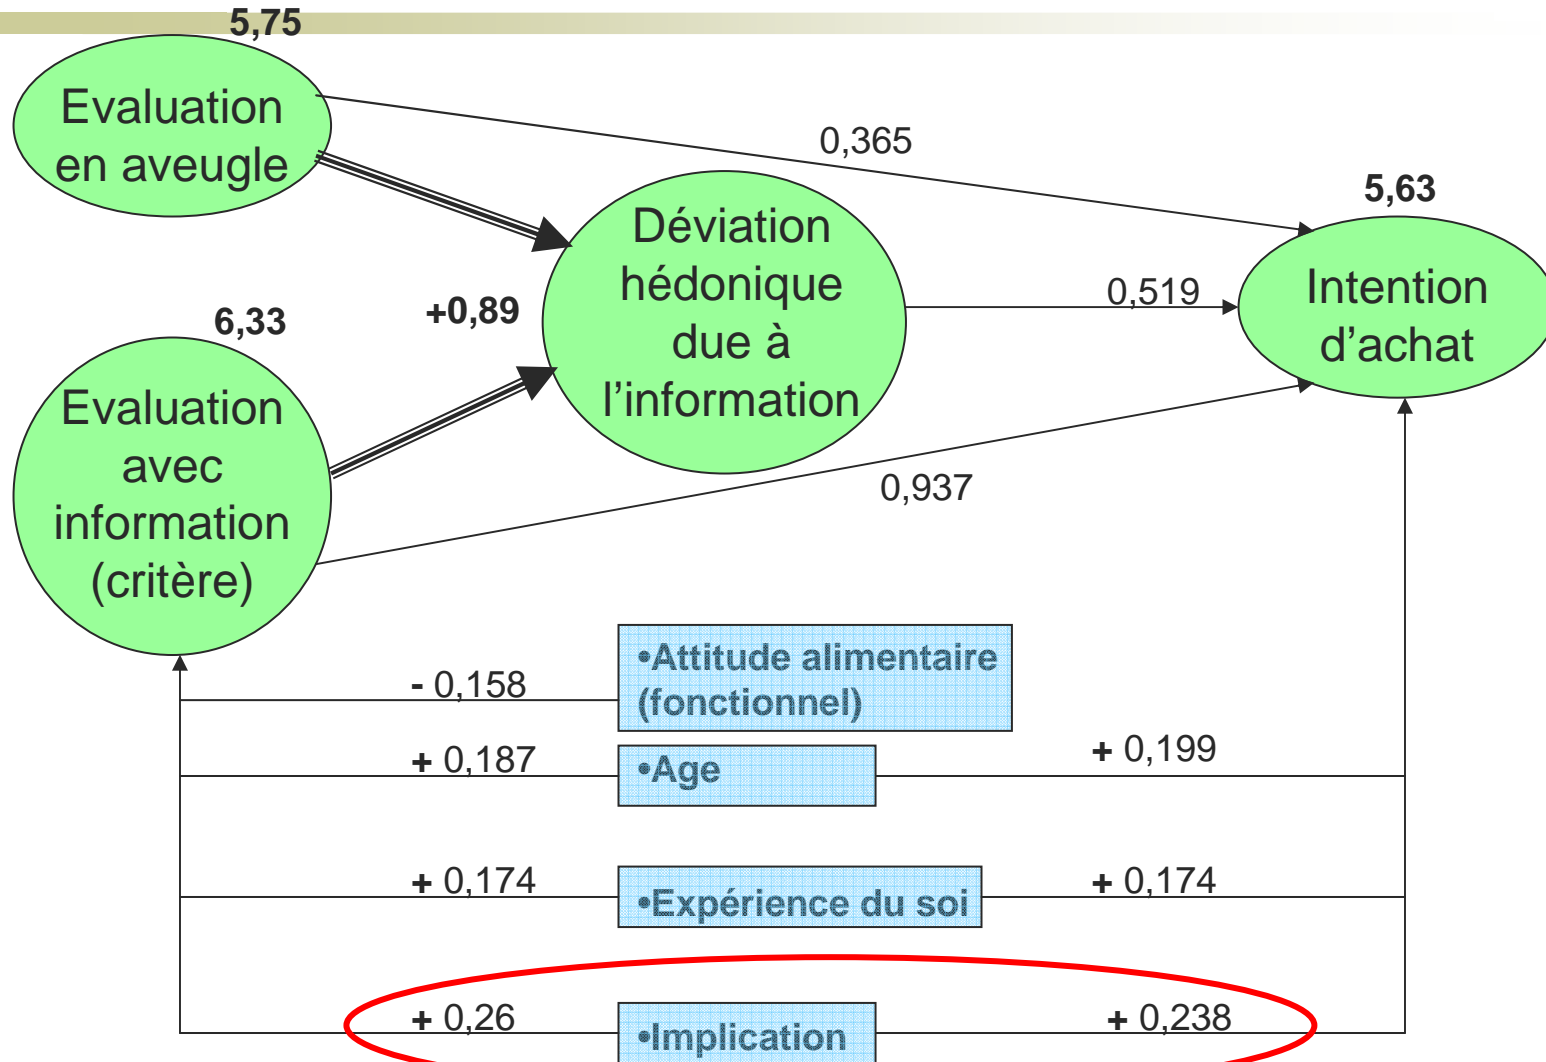 5,75
Evaluation
en aveugle
0,365
5,63
Déviation
hédonique
due à
l'information
0,519
Intention
d'achat
6,33
+0,89
Evaluation
avec
information
(critère)
0,937
•Attitude alimentaire
(fonctionnel)
- 0,158
+ 0,187
•Age
+ 0,199
+ 0,174
•Expérience du soi
+ 0,174
+ 0,26
•Implication
+ 0,238